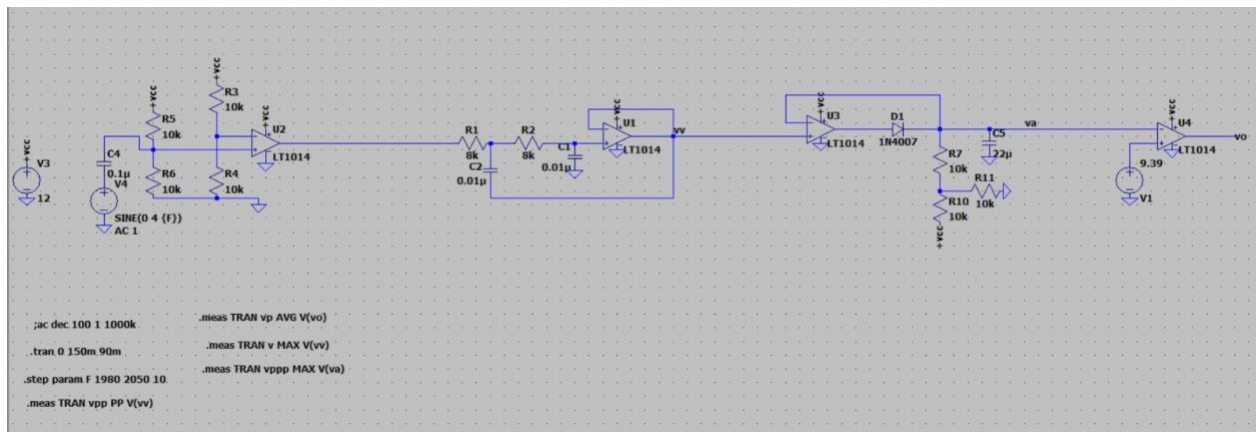 +vcc
V3
12
+vcc
R5
10k
R6
10k
C4
0.1µ
V4
SINE(0 4 {F})
AC 1
+vcc
R3
10k
R4
10k
+vcc
U2
LT1014
R1
8k
C2
0.01µ
R2
8k
C1
0.01µ
+vcc
U1
LT1014
vv
+vcc
U3
LT1014
D1
1N4007
R7
10k
R11
10k
R10
10k
+vcc
C5
22µ
va
+vcc
U4
LT1014
9.39
V1
vo
;ac dec 100 1 1000k
.tran 0 150m 90m
.step param F 1980 2050 10
.meas TRAN vpp PP V(vv)
.meas TRAN vp AVG V(vo)
.meas TRAN v MAX V(vv)
.meas TRAN vppp MAX V(va)